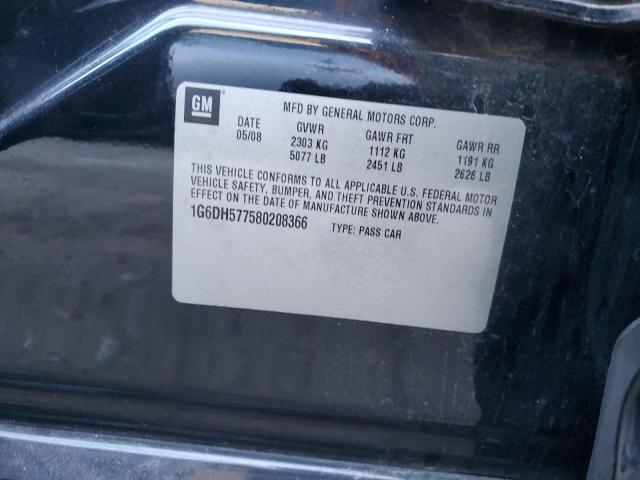 GM
MFD BY GENERAL MOTORS CORP.
DATE GVWR GAWR FRT GAWR RR
05/08 2303 KG 1112 KG 1191 KG
5077 LB 2451 LB 2626 LB
THIS VEHICLE CONFORMS TO ALL APPLICABLE U.S. FEDERAL MOTOR
VEHICLE SAFETY, BUMPER, AND THEFT PREVENTION STANDARDS IN
EFFECT ON THE DATE OF MANUFACTURE SHOWN ABOVE.
1G6DH577580208366 TYPE: PASS CAR